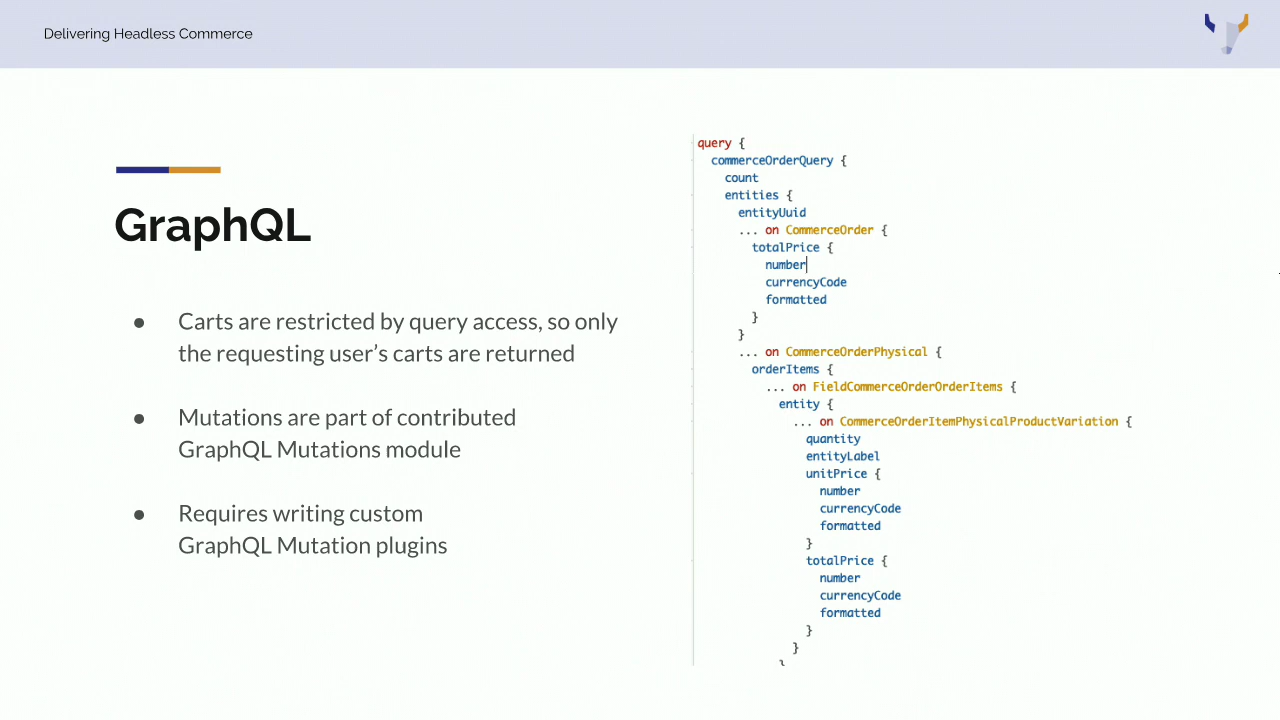 Delivering Headless Commerce
GraphQL
● Carts are restricted by query access, so only
the requesting user’s carts are returned
● Mutations are part of contributed
GraphQL Mutations module
● Requires writing custom
GraphQL Mutation plugins
query {
commerceOrderQuery {
count
entities {
entityUuid
... on CommerceOrder {
totalPrice {
number
currencyCode
formatted
}
}
... on CommerceOrderPhysical {
orderItems {
... on FieldCommerceOrderOrderItems {
entity {
... on CommerceOrderItemPhysicalProductVariation {
quantity
entityLabel
unitPrice {
number
currencyCode
formatted
}
totalPrice {
number
currencyCode
formatted
}
}
}